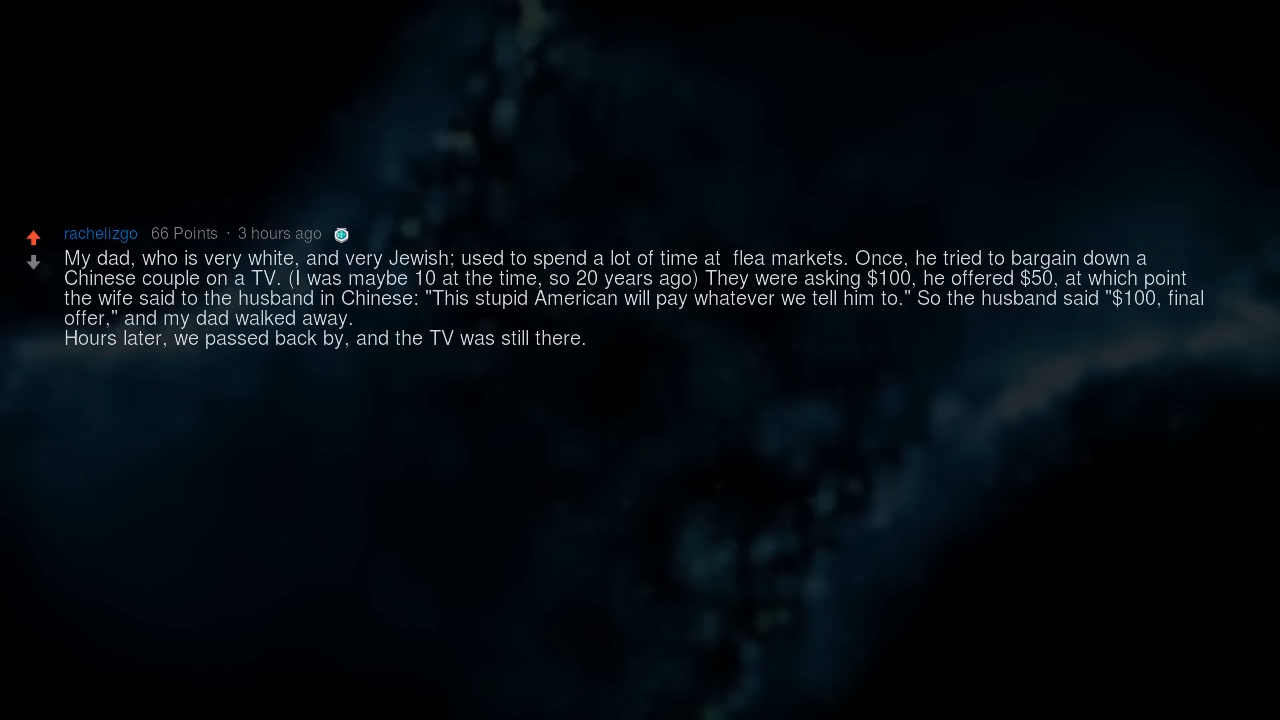 rachelizgo 66 Points · 3 hours ago
My dad, who is very white, and very Jewish; used to spend a lot of time at  flea markets. Once, he tried to bargain down a
Chinese couple on a TV. (I was maybe 10 at the time, so 20 years ago) They were asking $100, he offered $50, at which point
the wife said to the husband in Chinese: "This stupid American will pay whatever we tell him to." So the husband said "$100, final
offer," and my dad walked away.
Hours later, we passed back by, and the TV was still there.